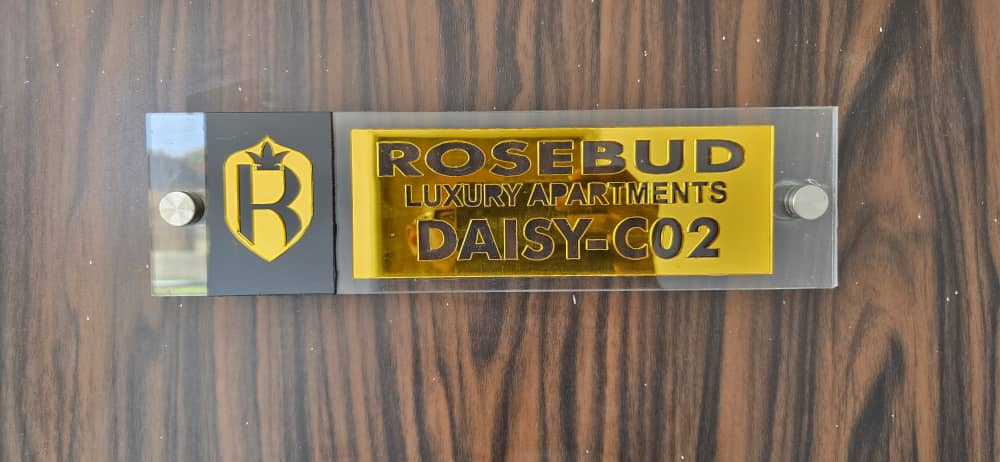 R
ROSEBUD
LUXURY APARTMENTS
DAISY-C02